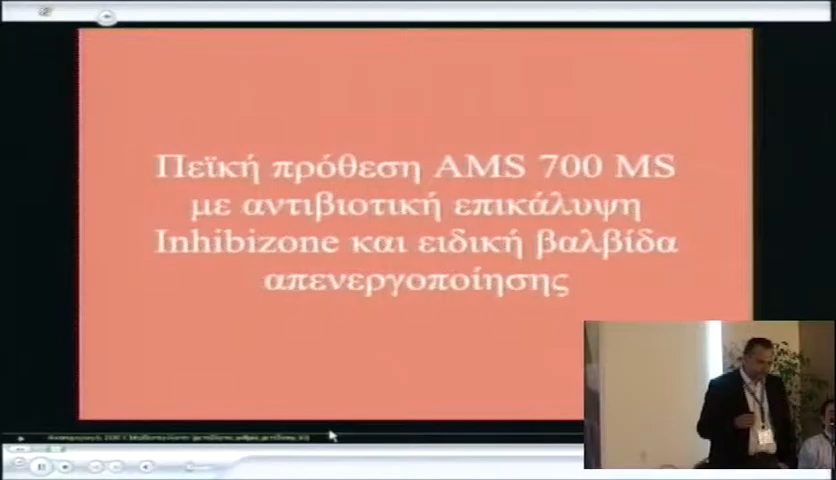 Πεϊκή πρόθεση AMS 700 MS
με αντιβιοτική επικάλυψη
Inhibizone και ειδική βαλβίδα
απενεργοποίησης